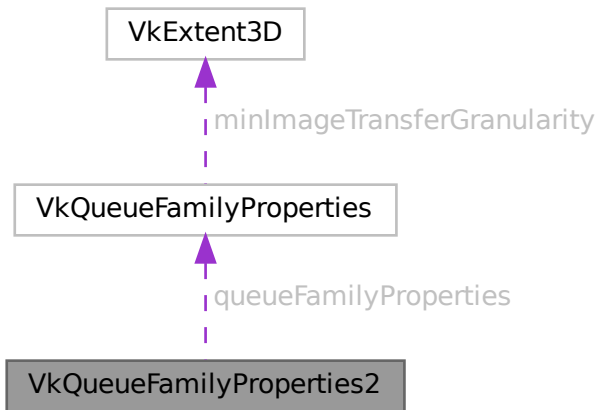 VkExtent3D
minImageTransferGranularity
VkQueueFamilyProperties
queueFamilyProperties
VkQueueFamilyProperties2